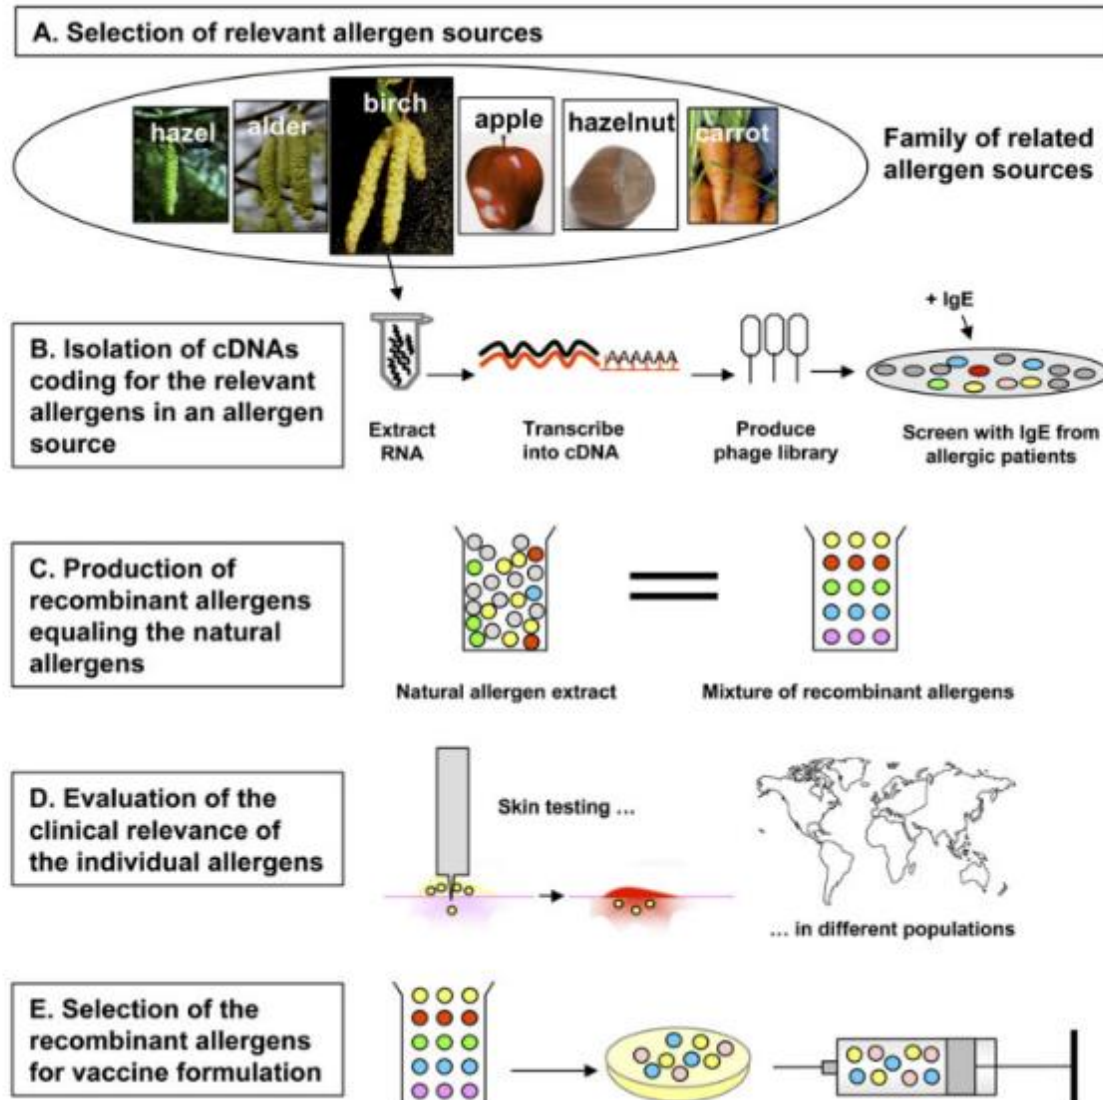 A. Selection of relevant allergen sources
hazel
alder
birch
apple
hazelnut
carrot
Family of related
allergen sources
B. Isolation of cDNAs
coding for the relevant
allergens in an allergen
source
+ IgE
AAAAAA
Extract
RNA
Transcribe
into cDNA
Produce
phage library
Screen with IgE from
allergic patients
C. Production of
recombinant allergens
equaling the natural
allergens
Natural allergen extract
Mixture of recombinant allergens
D. Evaluation of the
clinical relevance of
the individual allergens
Skin testing ...
... in different populations
E. Selection of the
recombinant allergens
for vaccine formulation